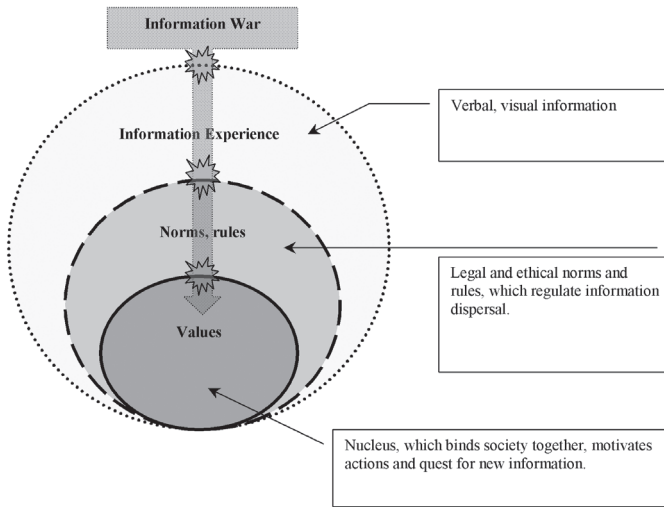 Information War
Verbal, visual information
Information Experience
Norms, rules
Legal and ethical norms and
rules, which regulate information
dispersal.
Values
Nucleus, which binds society together, motivates
actions and quest for new information.